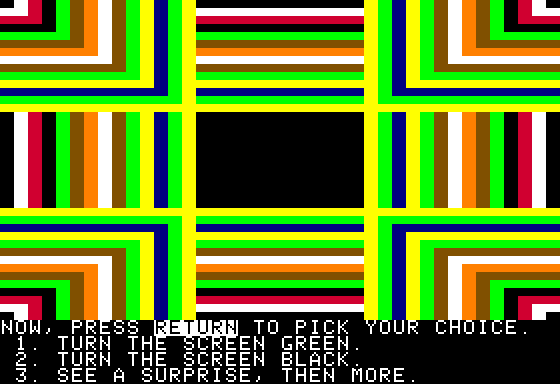 NOW, PRESS RETURN TO PICK YOUR CHOICE.
1. TURN THE SCREEN GREEN.
2. TURN THE SCREEN BLACK.
3. SEE A SURPRISE, THEN MORE.